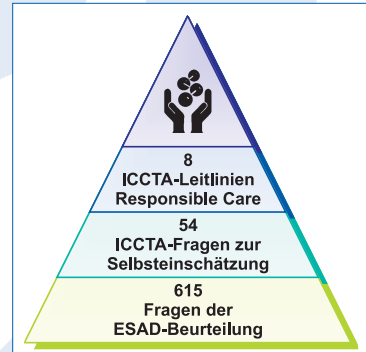 8
ICCTA-Leitlinien
Responsible Care
54
ICCTA-Fragen zur
Selbsteinschätzung
615
Fragen der
ESAD-Beurteilung